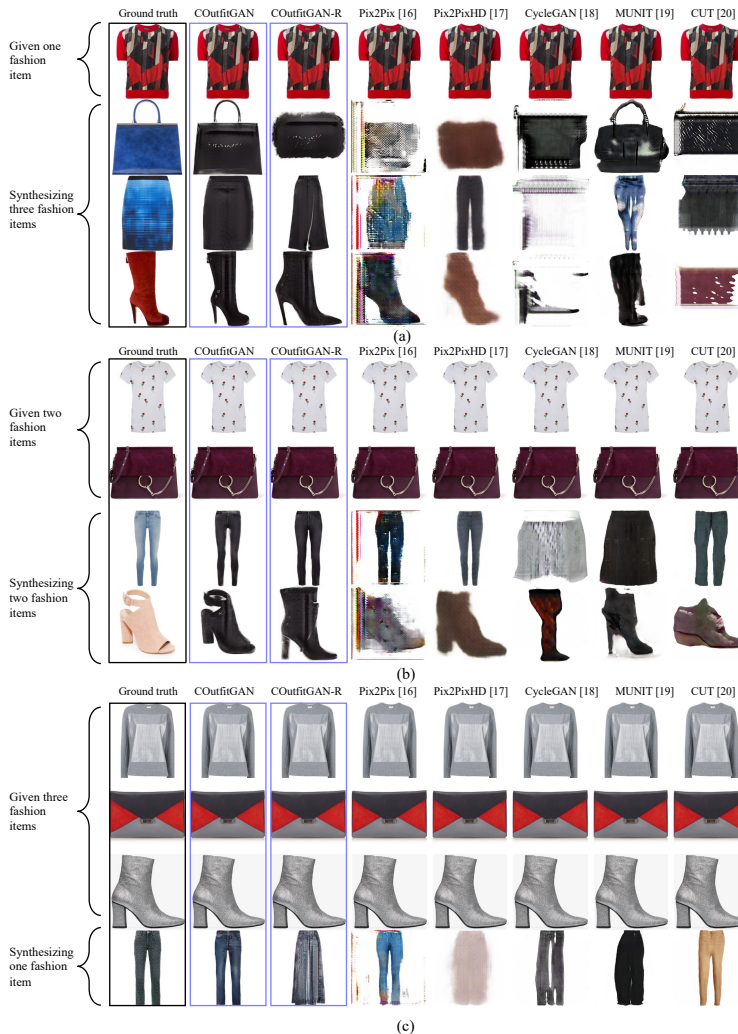 Ground truth COutfitGAN COutfitGAN-R Pix2Pix [16] Pix2PixHD [17] CycleGAN [18] MUNIT [19] CUT [20]
Given one
fashion
item
Synthesizing
three fashion
items
(a)
Ground truth COutfitGAN COutfitGAN-R Pix2Pix [16] Pix2PixHD [17] CycleGAN [18] MUNIT [19] CUT [20]
Given two
fashion
items
Synthesizing
two fashion
items
(b)
Ground truth COutfitGAN COutfitGAN-R Pix2Pix [16] Pix2PixHD [17] CycleGAN [18] MUNIT [19] CUT [20]
Given three
fashion
items
Synthesizing
one fashion
item
(c)